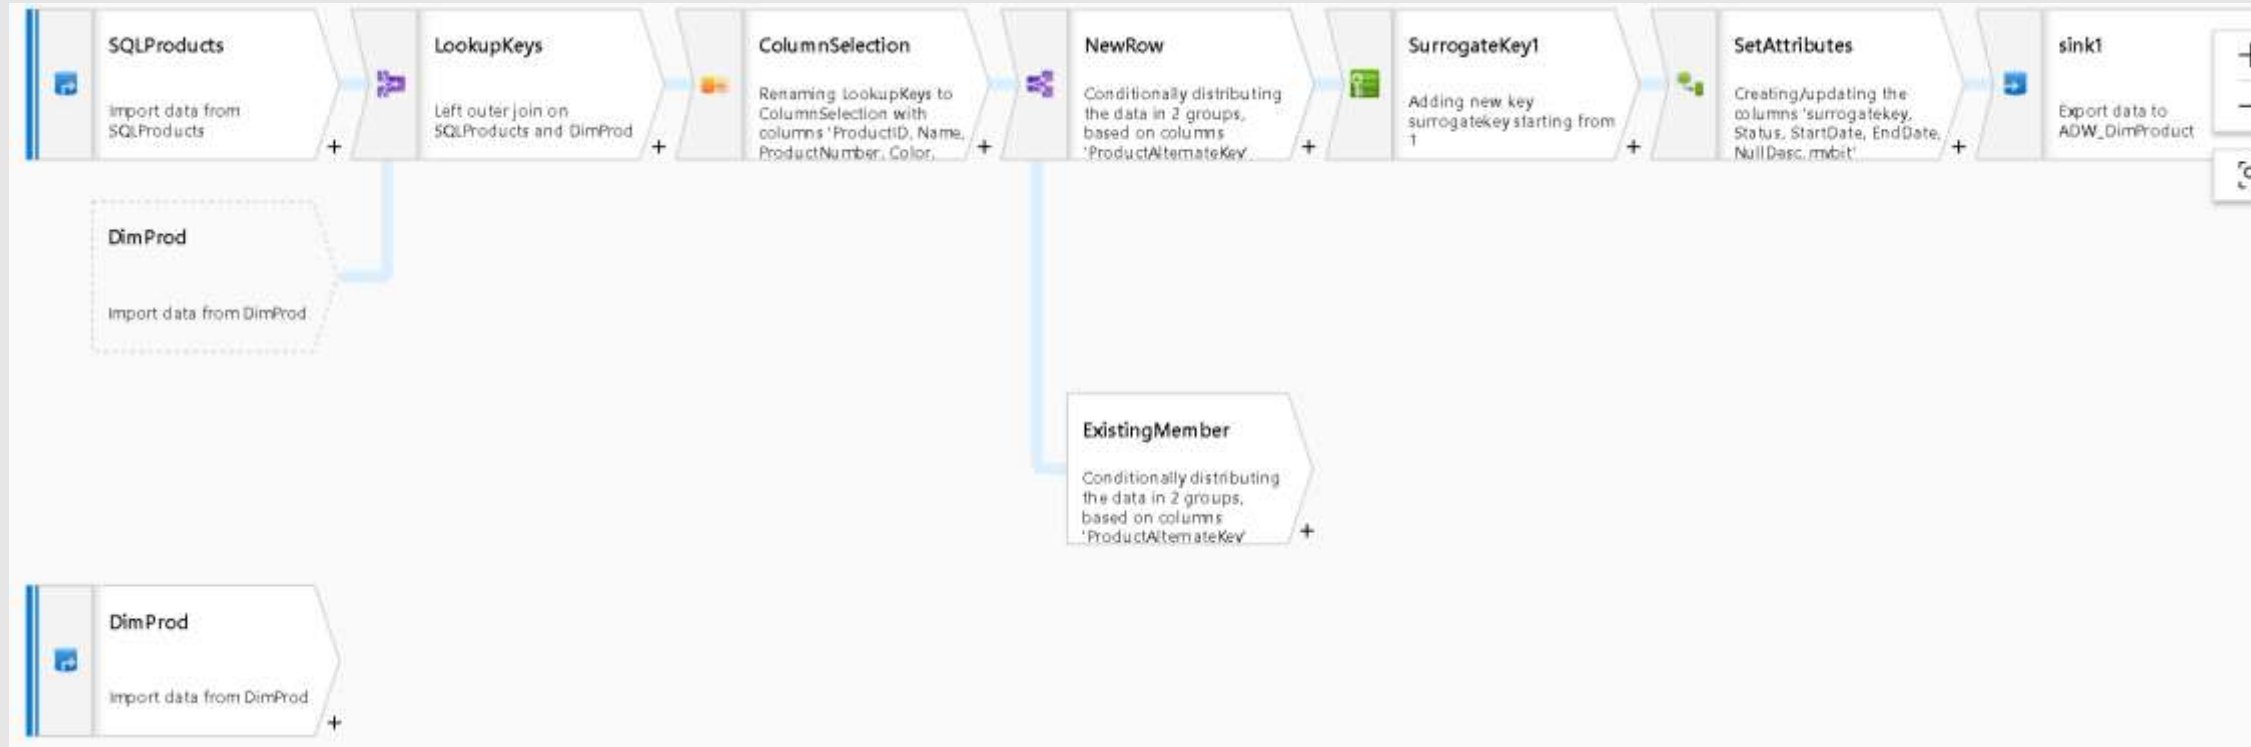 SQLProducts
Import data from
SQLProducts
+
LookupKeys
Left outer join on
SQLProducts and DimProd
+
ColumnSelection
Renaming LookupKeys to
ColumnSelection with
columns 'ProductID, Name,
ProductNumber, Color,
+
NewRow
Conditionally distributing
the data in 2 groups,
based on columns
'ProductAlternateKey'
+
SurrogateKey1
Adding new key
surrogatekey starting from
1
+
SetAttributes
Creating/updating the
columns 'surrogatekey,
Status, StartDate, EndDate,
NullDesc, mybit'
+
sink1
Export data to
ADW_DimProduct
DimProd
Import data from DimProd
ExistingMember
Conditionally distributing
the data in 2 groups,
based on columns
'ProductAlternateKey'
+
DimProd
Import data from DimProd
+